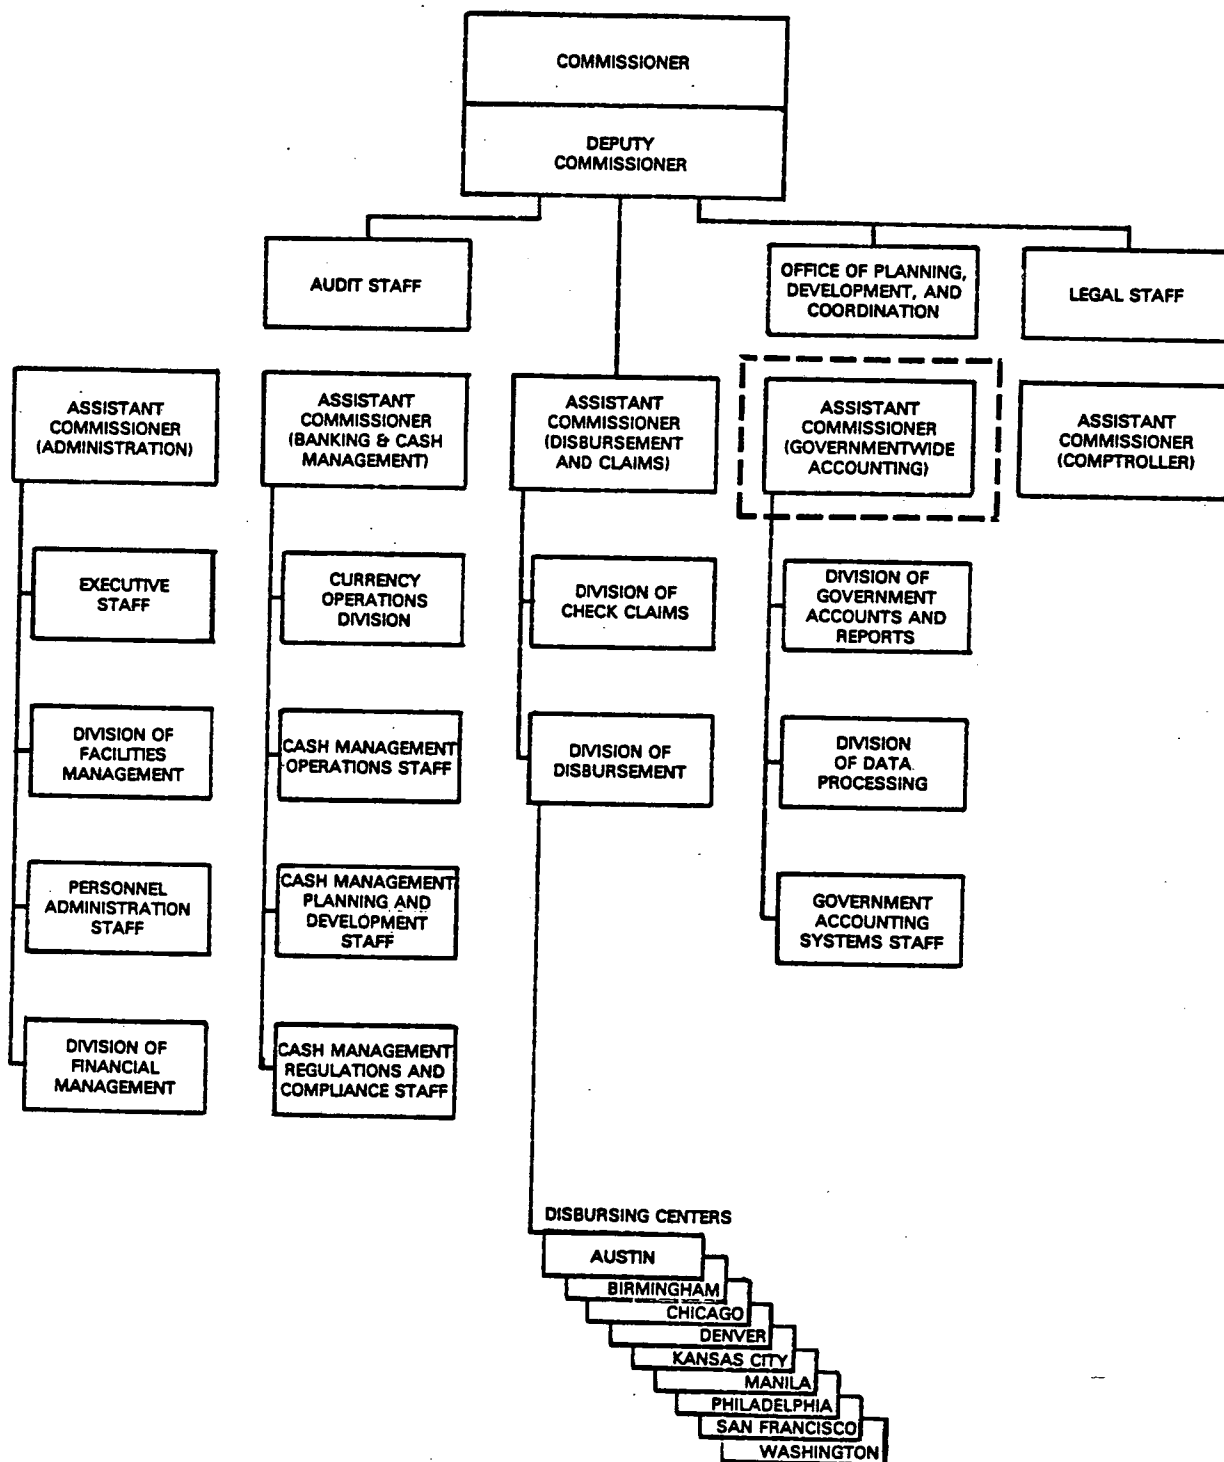 COMMISSIONER
DEPUTY
COMMISSIONER
AUDIT STAFF
OFFICE OF PLANNING,
DEVELOPMENT, AND
COORDINATION
LEGAL STAFF
ASSISTANT
COMMISSIONER
(ADMINISTRATION)
ASSISTANT
COMMISSIONER
(BANKING & CASH
MANAGEMENT)
ASSISTANT
COMMISSIONER
(DISBURSEMENT
AND CLAIMS)
ASSISTANT
COMMISSIONER
(GOVERNMENTWIDE
ACCOUNTING)
ASSISTANT
COMMISSIONER
(COMPTROLLER)
EXECUTIVE
STAFF
CURRENCY
OPERATIONS
DIVISION
DIVISION OF
CHECK CLAIMS
DIVISION OF
GOVERNMENT
ACCOUNTS AND
REPORTS
DIVISION OF
FACILITIES
MANAGEMENT
CASH MANAGEMENT
OPERATIONS STAFF
DIVISION OF
DISBURSEMENT
DIVISION
OF DATA
PROCESSING
PERSONNEL
ADMINISTRATION
STAFF
CASH MANAGEMENT
PLANNING AND
DEVELOPMENT
STAFF
GOVERNMENT
ACCOUNTING
SYSTEMS STAFF
DIVISION OF
FINANCIAL
MANAGEMENT
CASH MANAGEMENT
REGULATIONS AND
COMPLIANCE STAFF
DISBURSING CENTERS
AUSTIN
BIRMINGHAM
CHICAGO
DENVER
KANSAS CITY
MANILA
PHILADELPHIA
SAN FRANCISCO
WASHINGTON